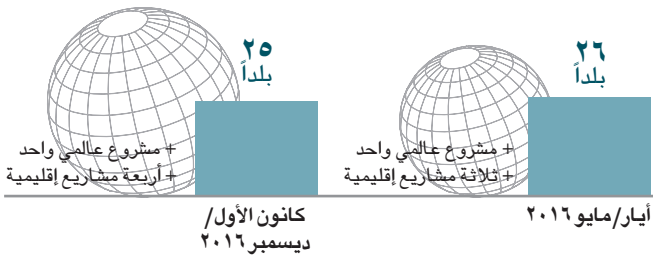 ٢٦
بلداً
+ مشروع عالمي واحد
+ ثلاثة مشاريع إقليمية
أيار/مايو ٢٠١٦
٢٥
بلداً
+ مشروع عالمي واحد
+ أربعة مشاريع إقليمية
كانون الأول/
ديسمبر ٢٠١٦